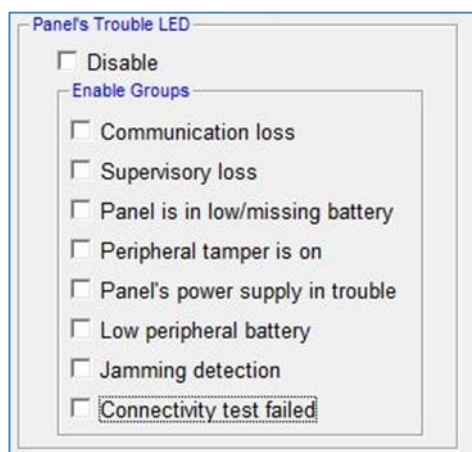 Panel's Trouble LED
Disable
Enable Groups
Communication loss
Supervisory loss
Panel is in low/missing battery
Peripheral tamper is on
Panel's power supply in trouble
Low peripheral battery
Jamming detection
Connectivity test failed